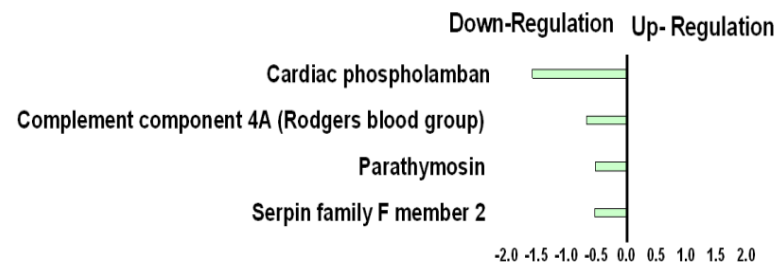 Down-Regulation Up- Regulation
Cardiac phospholamban
Complement component 4A (Rodgers blood group)
Parathymosin
Serpin family F member 2
-2.0 -1.5 -1.0 -0.5 0.0 0.5 1.0 1.5 2.0